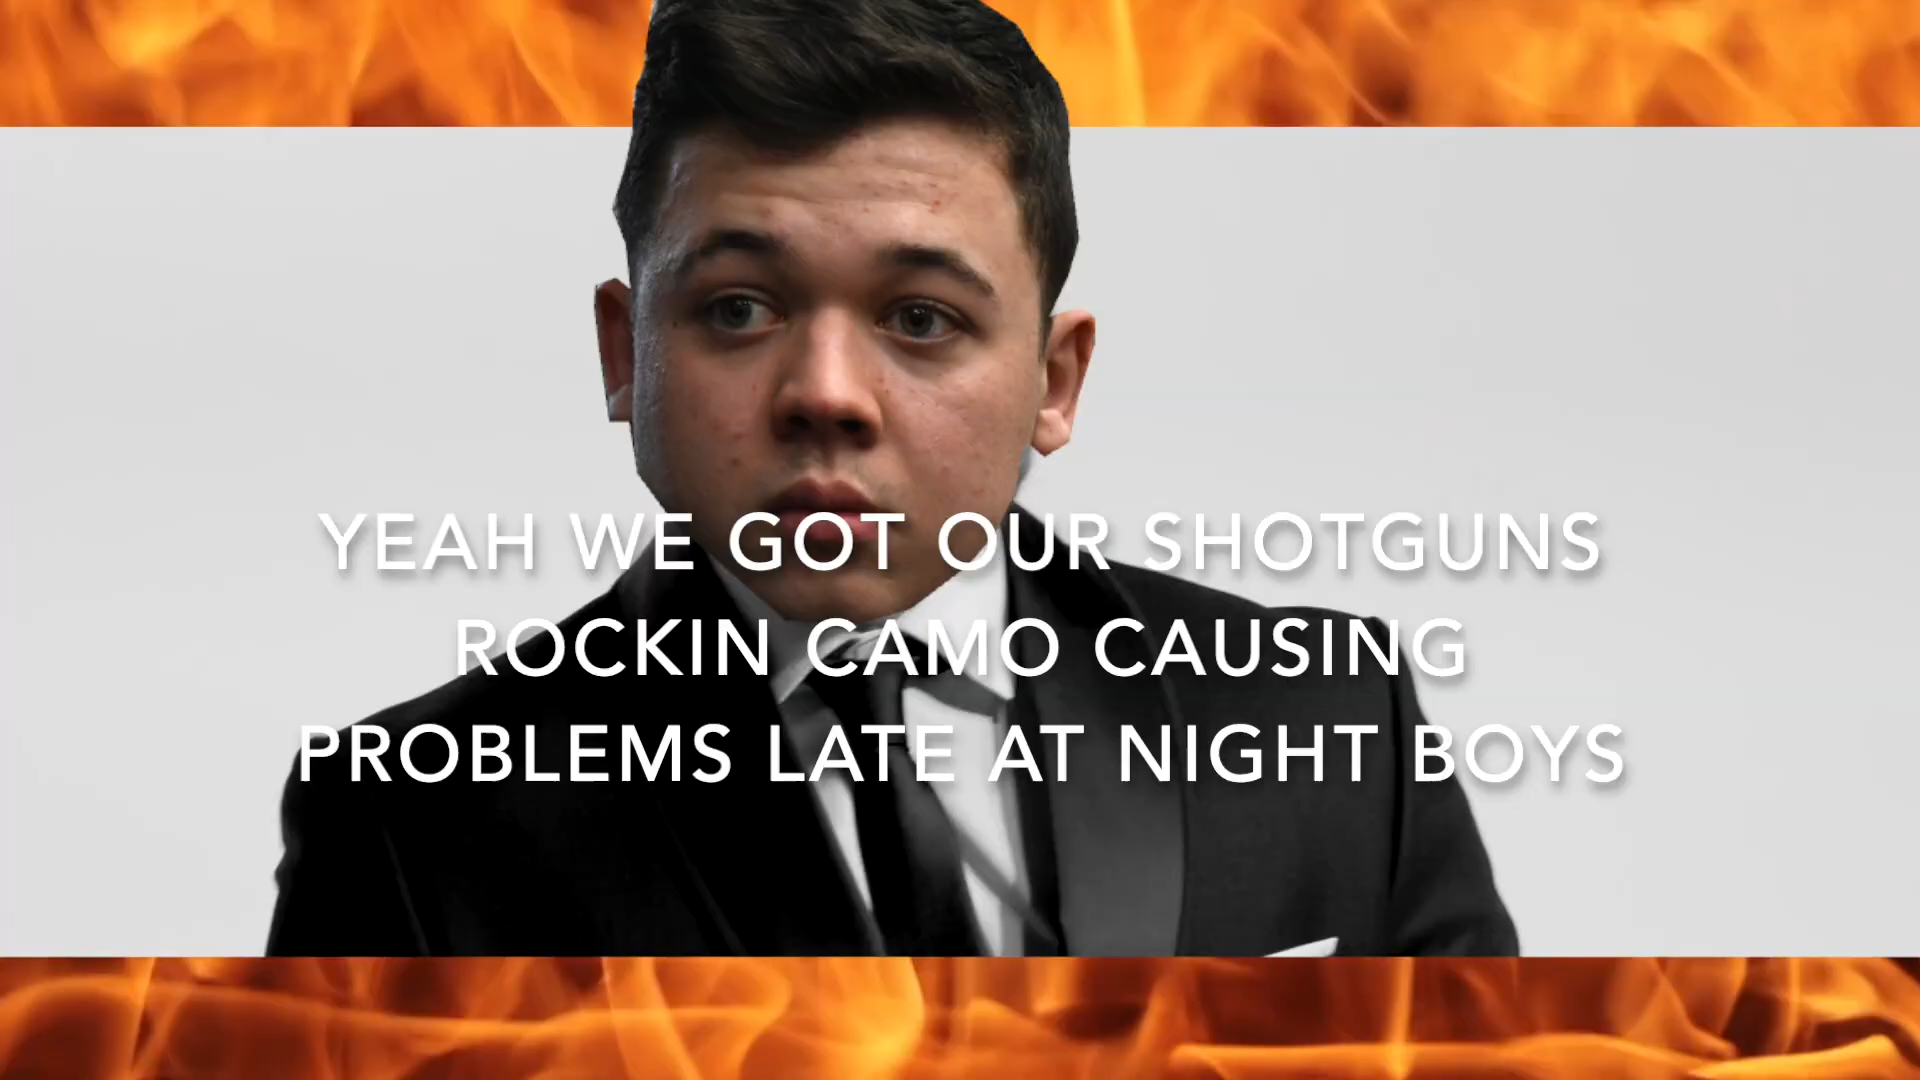 YEAH WE GOT OUR SHOTGUNS
ROCKIN CAMO CAUSING
PROBLEMS LATE AT NIGHT BOYS